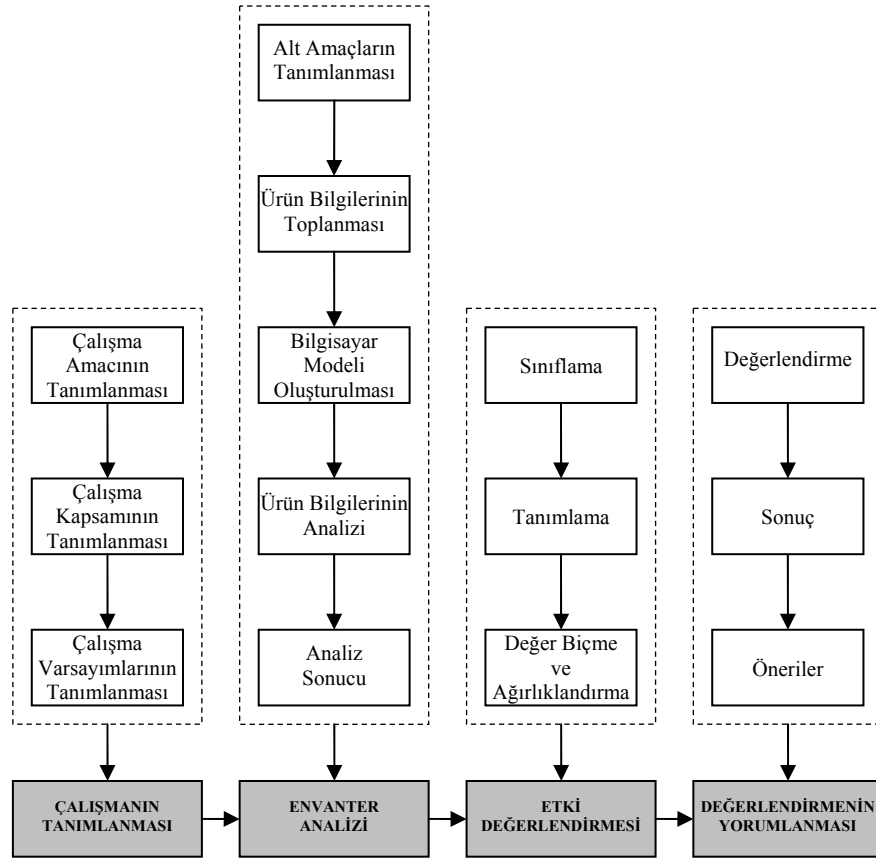 Alt Amaçların
Tanımlanması
Ürün Bilgilerinin
Toplanması
Çalışma
Amacının
Tanımlanması
Bilgisayar
Modeli
Oluşturulması
Sınıflama
Değerlendirme
Çalışma
Kapsamının
Tanımlanması
Ürün Bilgilerinin
Analizi
Tanımlama
Sonuç
Çalışma
Varsayımlarının
Tanımlanması
Analiz
Sonucu
Değer Biçme
ve
Ağırlıklandırma
Öneriler
ÇALIŞMANIN
TANIMLANMASI
ENVANTER
ANALİZİ
ETKİ
DEĞERLENDİRMESİ
DEĞERLENDİRMENİN
YORUMLANMASI